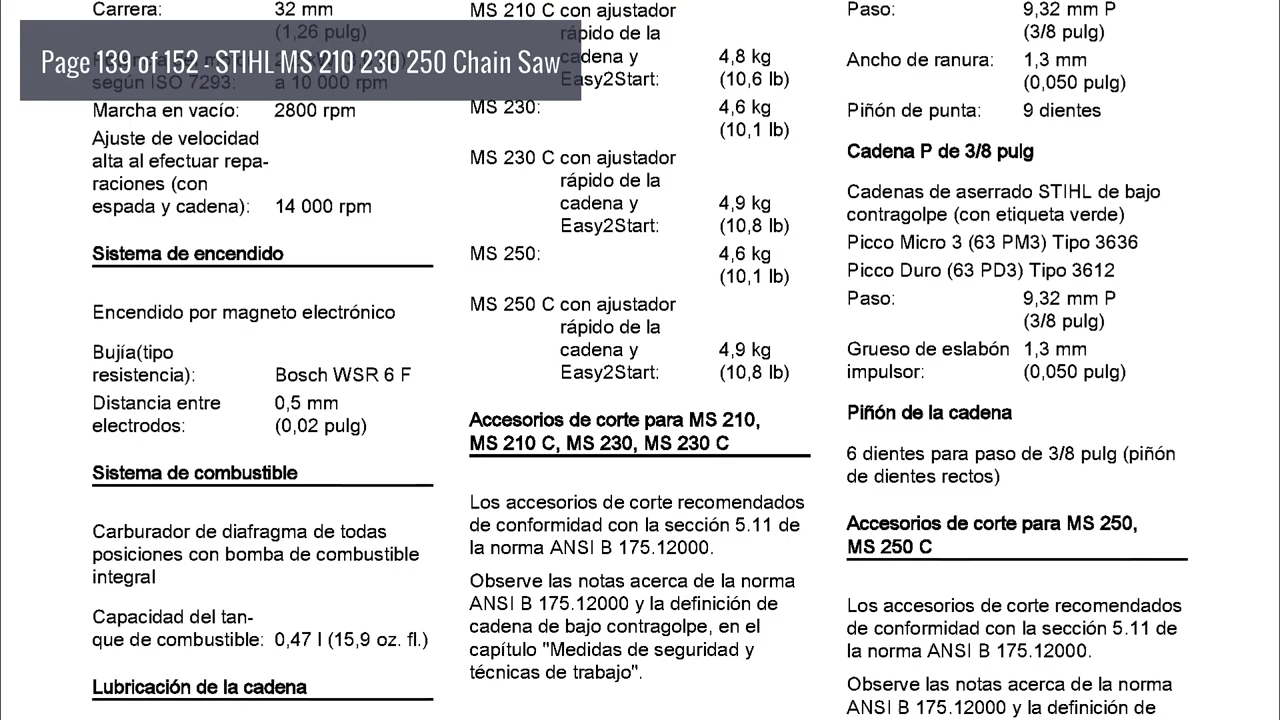 Page 139 of 152 - STIHL MS 210 230 250 Chain Saw
Carrera: 32 mm
(1,26 pulg)
según ISO 7293: a 10 000 rpm
Marcha en vacío: 2800 rpm
Ajuste de velocidad
alta al efectuar repa-
raciones (con
espada y cadena): 14 000 rpm
Sistema de encendido
Encendido por magneto electrónico
Bujía(tipo
resistencia): Bosch WSR 6 F
Distancia entre 0,5 mm
electrodos: (0,02 pulg)
Sistema de combustible
Carburador de diafragma de todas
posiciones con bomba de combustible
integral
Capacidad del tan-
que de combustible: 0,47 l (15,9 oz. fl.)
Lubricación de la cadena
MS 210 C con ajustador
rápido de la
cadena y 4,8 kg
Easy2Start: (10,6 lb)
MS 230: 4,6 kg
(10,1 lb)
MS 230 C con ajustador
rápido de la
cadena y 4,9 kg
Easy2Start: (10,8 lb)
MS 250: 4,6 kg
(10,1 lb)
MS 250 C con ajustador
rápido de la
cadena y 4,9 kg
Easy2Start: (10,8 lb)
Accesorios de corte para MS 210,
MS 210 C, MS 230, MS 230 C
Los accesorios de corte recomendados
de conformidad con la sección 5.11 de
la norma ANSI B 175.12000.
Observe las notas acerca de la norma
ANSI B 175.12000 y la definición de
cadena de bajo contragolpe, en el
capítulo "Medidas de seguridad y
técnicas de trabajo".
Paso: 9,32 mm P
(3/8 pulg)
Ancho de ranura: 1,3 mm
(0,050 pulg)
Piñón de punta: 9 dientes
Cadena P de 3/8 pulg
Cadenas de aserrado STIHL de bajo
contragolpe (con etiqueta verde)
Picco Micro 3 (63 PM3) Tipo 3636
Picco Duro (63 PD3) Tipo 3612
Paso: 9,32 mm P
(3/8 pulg)
Grueso de eslabón 1,3 mm
impulsor: (0,050 pulg)
Piñón de la cadena
6 dientes para paso de 3/8 pulg (piñón
de dientes rectos)
Accesorios de corte para MS 250,
MS 250 C
Los accesorios de corte recomendados
de conformidad con la sección 5.11 de
la norma ANSI B 175.12000.
Observe las notas acerca de la norma
ANSI B 175.12000 y la definición de